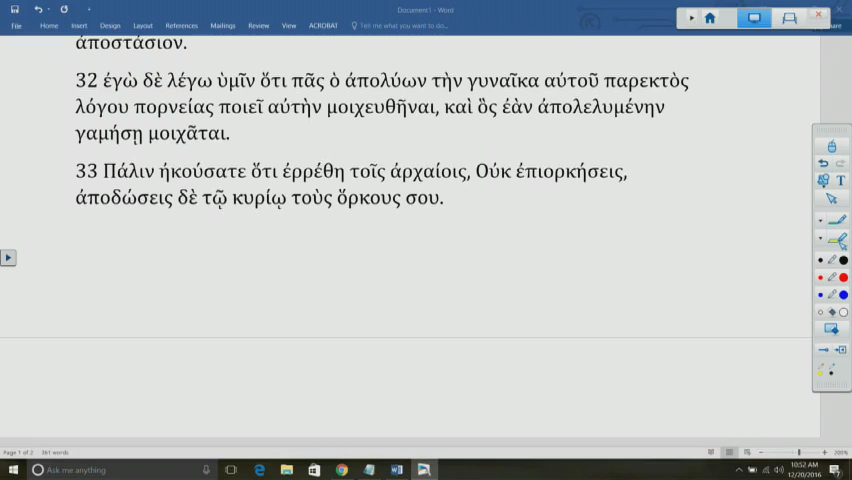 Document1 - Word
File Home Insert Draw Design Layout References Mailings Review View ACROBAT Tell me what you want to do...
ἀποστάσιον.
32 ἐγὼ δὲ λέγω ὑμῖν ὅτι πᾶς ὁ ἀπολύων τὴν γυναῖκα αὐτοῦ παρεκτὸς
λόγου πορνείας ποιεῖ αὐτὴν μοιχευθῆναι, καὶ ὃς ἐὰν ἀπολελυμένην
γαμήσῃ μοιχᾶται.
33 Πάλιν ἠκούσατε ὅτι ἐρρέθη τοῖς ἀρχαίοις, Οὐκ ἐπιορκήσεις,
ἀποδώσεις δὲ τῷ κυρίῳ τοὺς ὅρκους σου.
T
Page 1 of 2 361 words
200%
Ask me anything
10:52 AM
12/20/2016